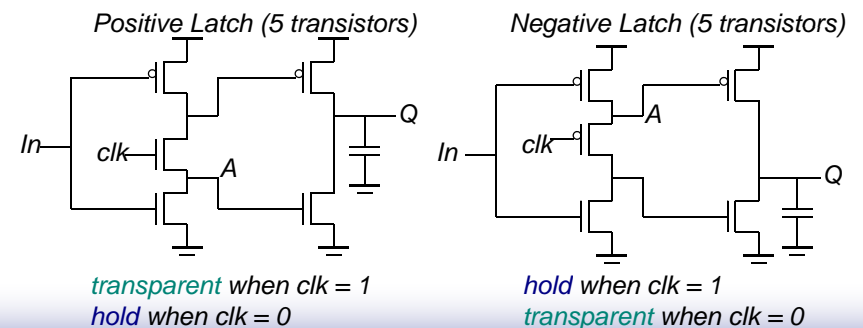 Positive Latch (5 transistors)
In
clk
A
Q
transparent when clk = 1
hold when clk = 0
Negative Latch (5 transistors)
In
clk
A
Q
hold when clk = 1
transparent when clk = 0